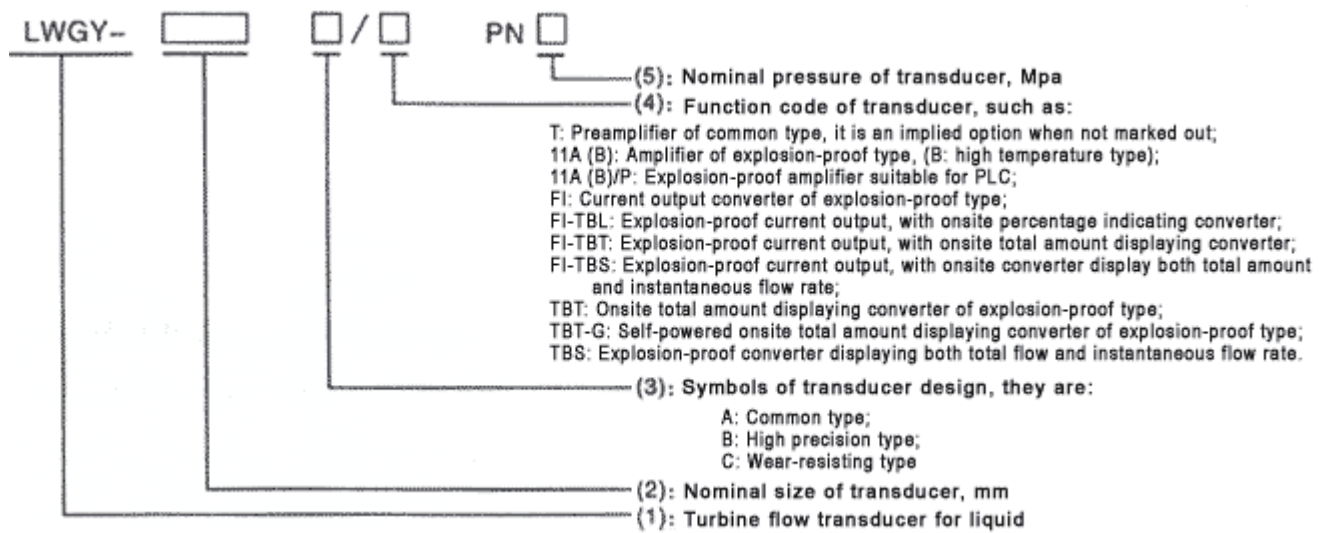 LWGY- □ □/□ PN □
(5): Nominal pressure of transducer, Mpa
(4): Function code of transducer, such as:
T: Preamplifier of common type, it is an implied option when not marked out;
11A (B): Amplifier of explosion-proof type, (B: high temperature type);
11A (B)/P: Explosion-proof amplifier suitable for PLC;
FI: Current output converter of explosion-proof type;
FI-TBL: Explosion-proof current output, with onsite percentage indicating converter;
FI-TBT: Explosion-proof current output, with onsite total amount displaying converter;
FI-TBS: Explosion-proof current output, with onsite converter display both total amount
and instantaneous flow rate;
TBT: Onsite total amount displaying converter of explosion-proof type;
TBT-G: Self-powered onsite total amount displaying converter of explosion-proof type;
TBS: Explosion-proof converter displaying both total flow and instantaneous flow rate.
(3): Symbols of transducer design, they are:
A: Common type;
B: High precision type;
C: Wear-resisting type
(2): Nominal size of transducer, mm
(1): Turbine flow transducer for liquid